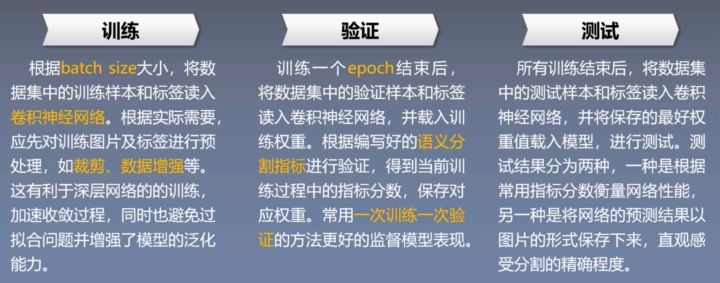 训练
根据batch size大小，将数
据集中的训练样本和标签读入
卷积神经网络。根据实际需要，
应先对训练图片及标签进行预
处理，如裁剪、数据增强等。
这有利于深层网络的的训练，
加速收敛过程，同时也避免过
拟合问题并增强了模型的泛化
能力。
验证
训练一个epoch结束后，
将数据集中的验证样本和标签
读入卷积神经网络，并载入训
练权重。根据编写好的语义分
割指标进行验证，得到当前训
练过程中的指标分数，保存对
应权重。常用一次训练一次验
证的方法更好的监督模型表现。
测试
所有训练结束后，将数据集
中的测试样本和标签读入卷积
神经网络，并将保存的最好权
重值载入模型，进行测试。测
试结果分为两种，一种是根据
常用指标分数衡量网络性能，
另一种是将网络的预测结果以
图片的形式保存下来，直观感
受分割的精确程度。